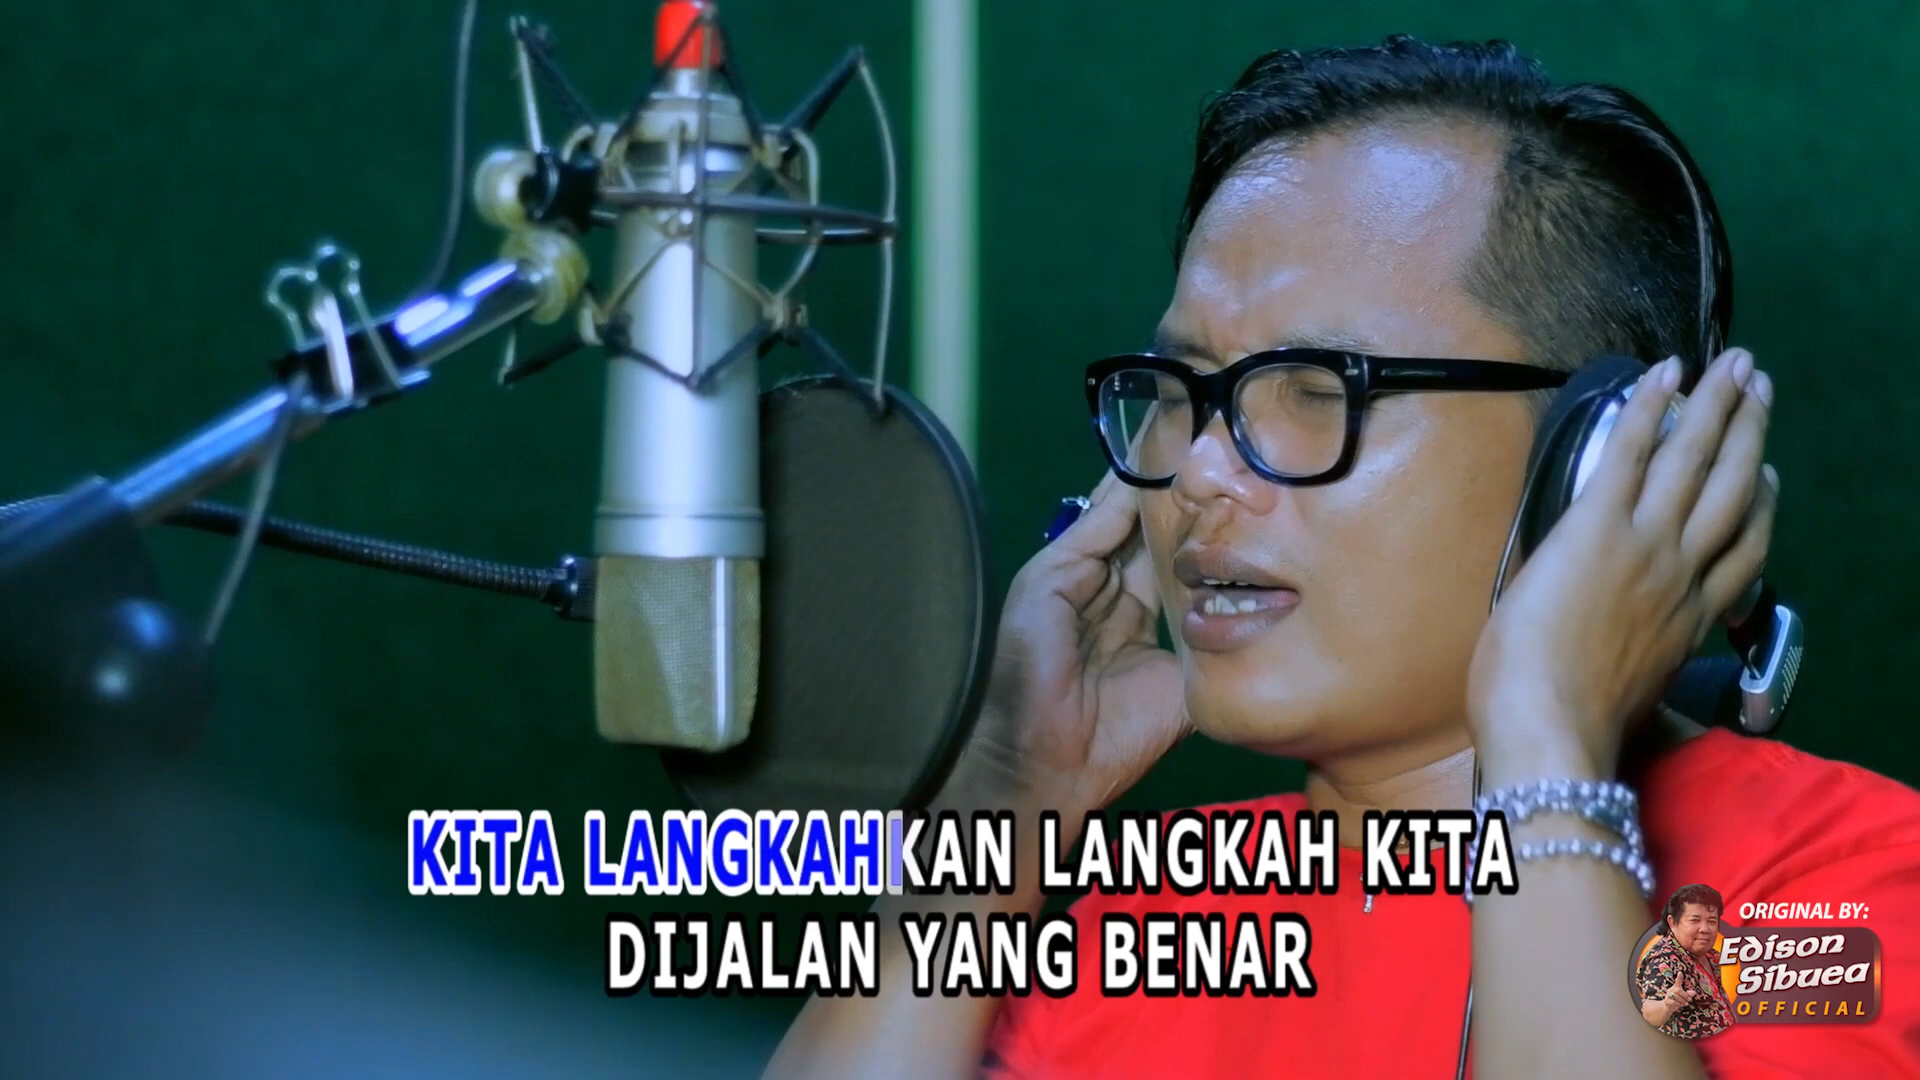 KITA LANGKAHKAN LANGKAH KITA
DIJALAN YANG BENAR
ORIGINAL BY:
Edison
Sibuea
OFFICIAL